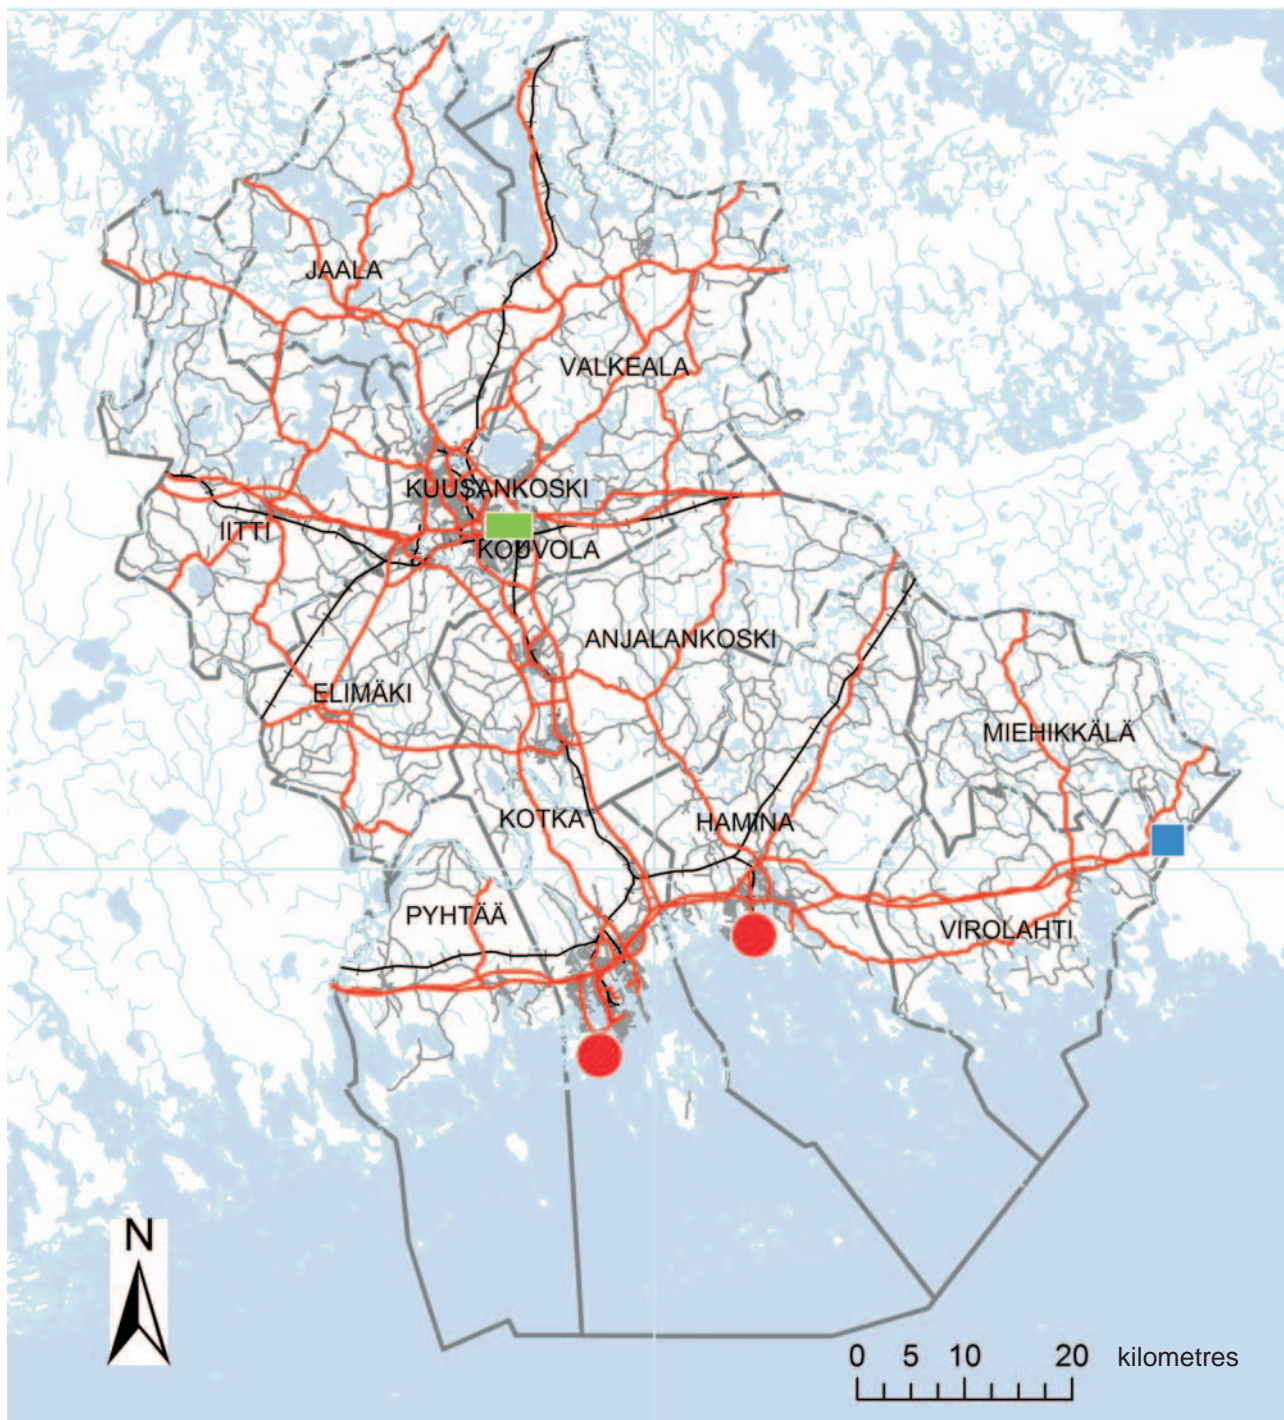 JAALA
VALKEALA
KUUSANKOSKI
IITTI
KOUVOLA
ANJALANKOSKI
ELIMÄKI
MIEHIKKÄLÄ
KOTKA
HAMINA
PYHTÄÄ
VIROLAHTI
N
0 5 10 20 kilometres